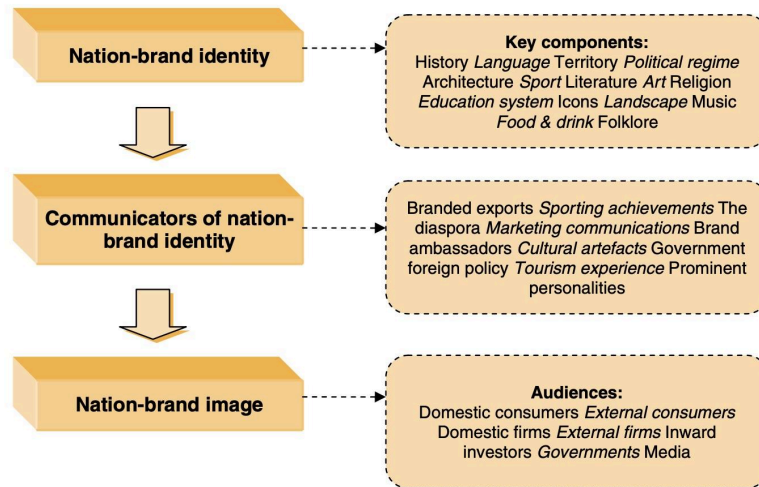 Nation-brand identity
Key components:
History Language Territory Political regime
Architecture Sport Literature Art Religion
Education system Icons Landscape Music
Food & drink Folklore
Communicators of nation-
brand identity
Branded exports Sporting achievements The
diaspora Marketing communications Brand
ambassadors Cultural artefacts Government
foreign policy Tourism experience Prominent
personalities
Nation-brand image
Audiences:
Domestic consumers External consumers
Domestic firms External firms Inward
investors Governments Media